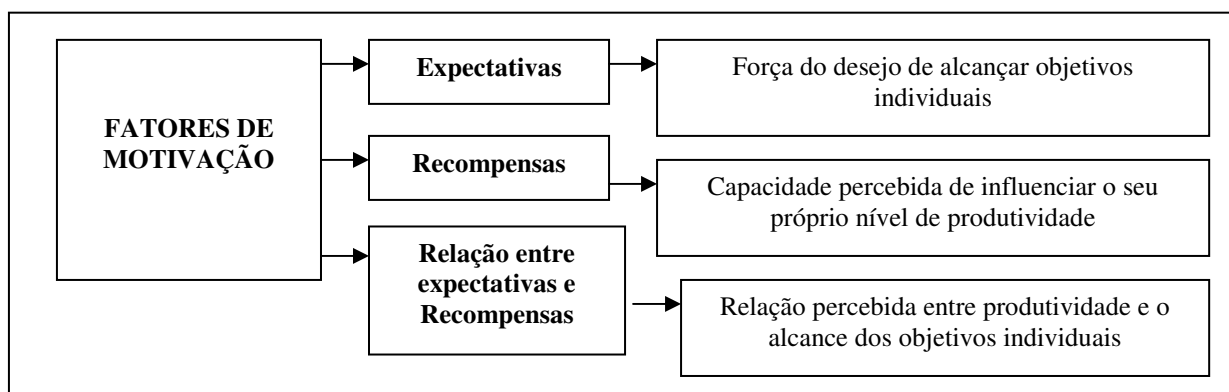 FATORES DE
MOTIVAÇÃO
Expectativas
Força do desejo de alcançar objetivos
individuais
Recompensas
Capacidade percebida de influenciar o seu
próprio nível de produtividade
Relação entre
expectativas e
Recompensas
Relação percebida entre produtividade e o
alcance dos objetivos individuais